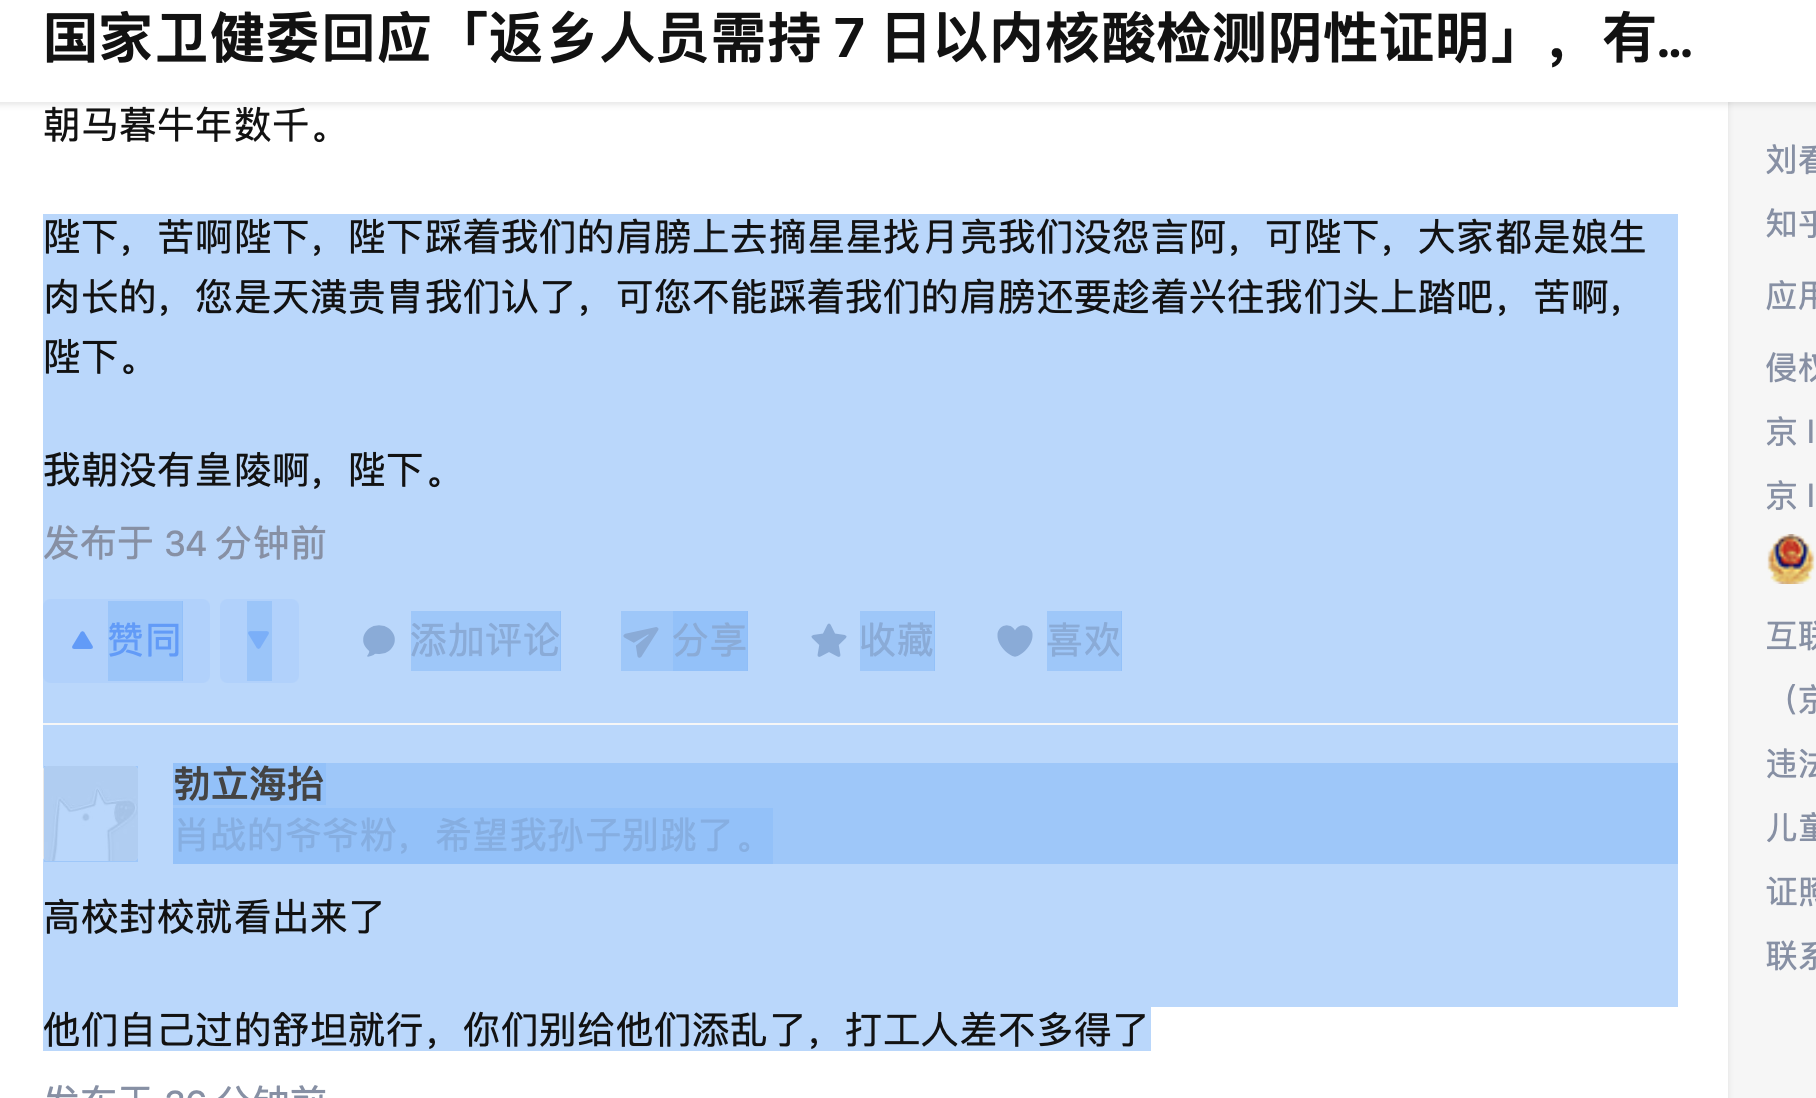 国家卫健委回应「返乡人员需持 7 日以内核酸检测阴性证明」，有...
朝马暮牛年数千。
陛下，苦啊陛下，陛下踩着我们的肩膀上去摘星星找月亮我们没怨言阿，可陛下，大家都是娘生
肉长的，您是天潢贵胄我们认了，可您不能踩着我们的肩膀还要趁着兴往我们头上踏吧，苦啊，
陛下。
我朝没有皇陵啊，陛下。
发布于 34 分钟前
赞同
添加评论
分享
收藏
喜欢
勃立海抬
肖战的爷爷粉，希望我孙子别跳了。
高校封校就看出来了
他们自己过的舒坦就行，你们别给他们添乱了，打工人差不多得了
发布于 36 分钟前
刘看
知乎
应用
侵权
京 I
京 I
互联
（京
违法
儿童
证照
联系